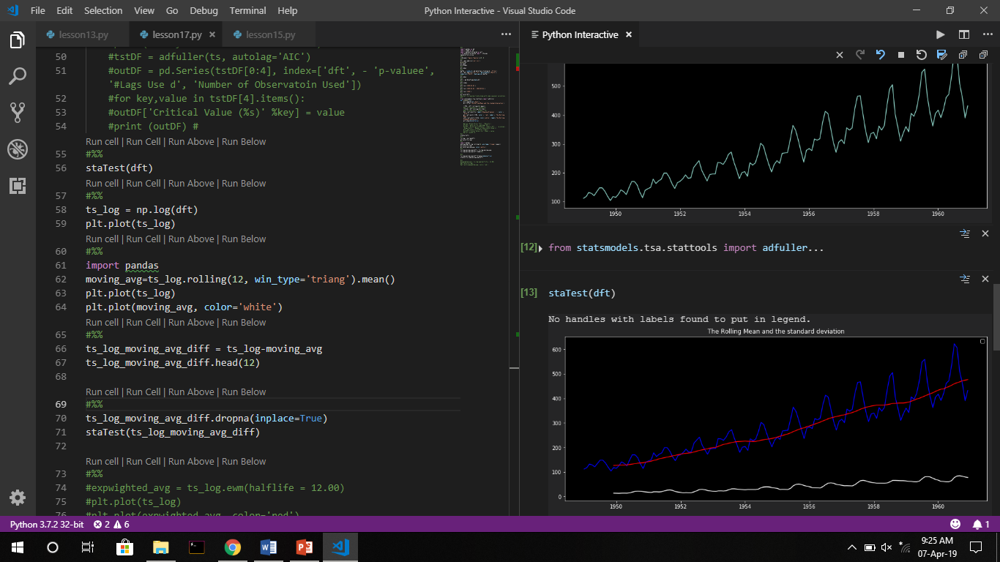 File Edit Selection View Go Debug Terminal Help
Python Interactive - Visual Studio Code
lesson13.py lesson17.py lesson15.py
50 #tstDF = adfuller(ts, autolag='AIC')
51 #outDF = pd.Series(tstDF[0:4], index=['dft', - 'p-valuee',
'#Lags Use d', 'Number of Observatoin Used'])
52 #for key,value in tstDF[4].items():
53 #outDF['Critical Value (%s)' %key] = value
54 #print (outDF) #
Run cell | Run Cell | Run Above | Run Below
55 #%%
56 staTest(dft)
Run cell | Run Cell | Run Above | Run Below
57 #%%
58 ts_log = np.log(dft)
59 plt.plot(ts_log)
Run cell | Run Cell | Run Above | Run Below
60 #%%
61 import pandas
62 moving_avg=ts_log.rolling(12, win_type='triang').mean()
63 plt.plot(ts_log)
64 plt.plot(moving_avg, color='white')
Run cell | Run Cell | Run Above | Run Below
65 #%%
66 ts_log_moving_avg_diff = ts_log-moving_avg
67 ts_log_moving_avg_diff.head(12)
68
Run cell | Run Cell | Run Above | Run Below
69 #%%
70 ts_log_moving_avg_diff.dropna(inplace=True)
71 staTest(ts_log_moving_avg_diff)
72
Run cell | Run Cell | Run Above | Run Below
73 #%%
74 #expwighted_avg = ts_log.ewm(halflife = 12.00)
75 #plt.plot(ts_log)
76 #plt.plot(expwighted_avg, color='red')
Python Interactive
500
400
300
200
100
1950 1952 1954 1956 1958 1960
[12] from statsmodels.tsa.stattools import adfuller...
[13] staTest(dft)
No handles with labels found to put in legend.
The Rolling Mean and the standard deviation
600
500
400
300
200
100
0
1950 1952 1954 1956 1958 1960
Python 3.7.2 32-bit 2 6
1
9:25 AM
07-Apr-19